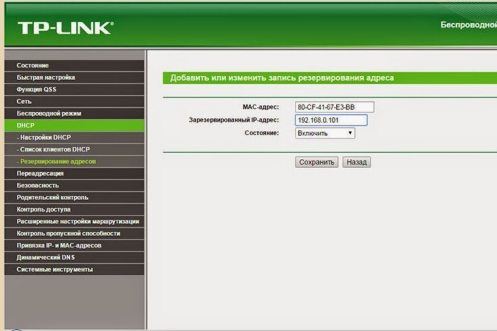 TP-LINK®
Беспроводной
Состояние
Быстрая настройка
Функция QSS
Сеть
Беспроводной режим
DHCP
- Настройки DHCP
- Список клиентов DHCP
- Резервирование адресов
Переадресация
Безопасность
Родительский контроль
Контроль доступа
Расширенные настройки маршрутизации
Контроль пропускной способности
Привязка IP- и MAC-адресов
Динамический DNS
Системные инструменты
Добавить или изменить запись резервирования адреса
MAC-адрес: 80-CF-41-67-E3-BB
Зарезервированный IP-адрес: 192.168.0.101
Состояние: Включить
Сохранить Назад